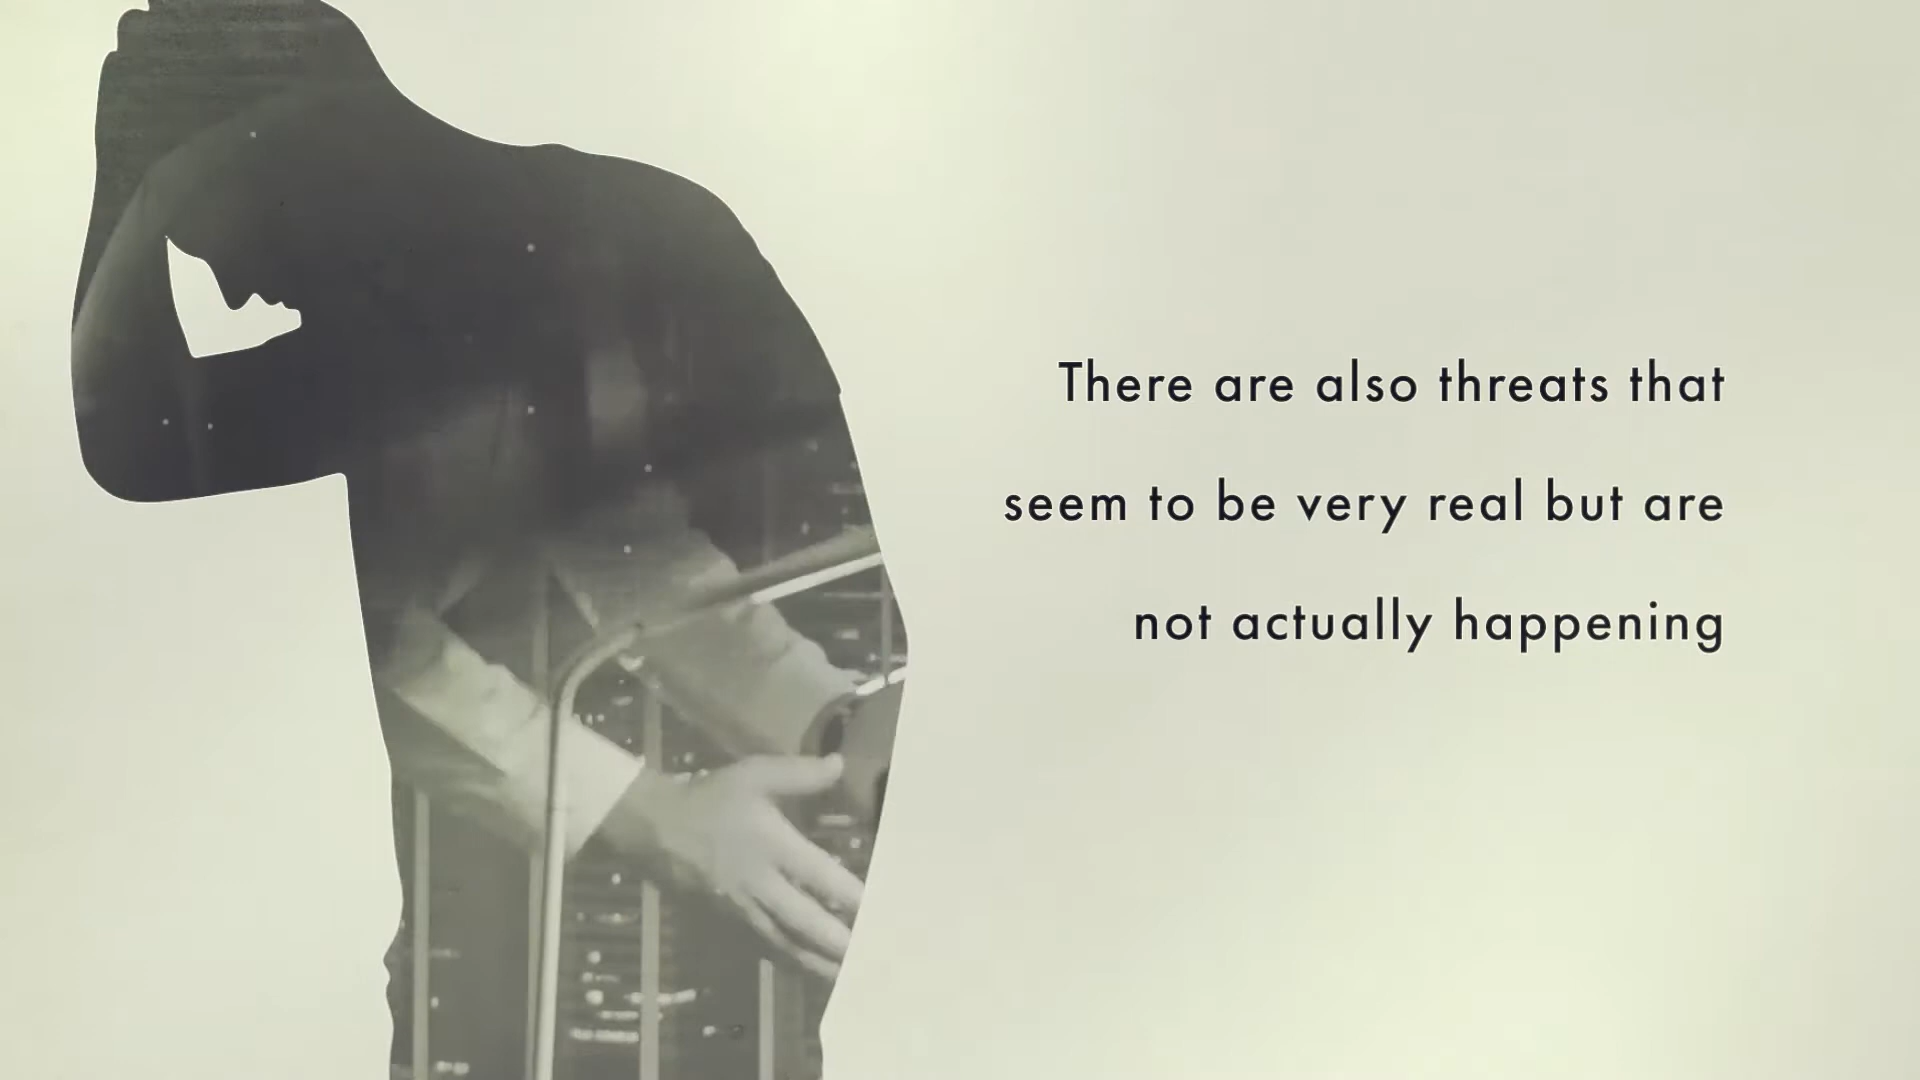 There are also threats that
seem to be very real but are
not actually happening